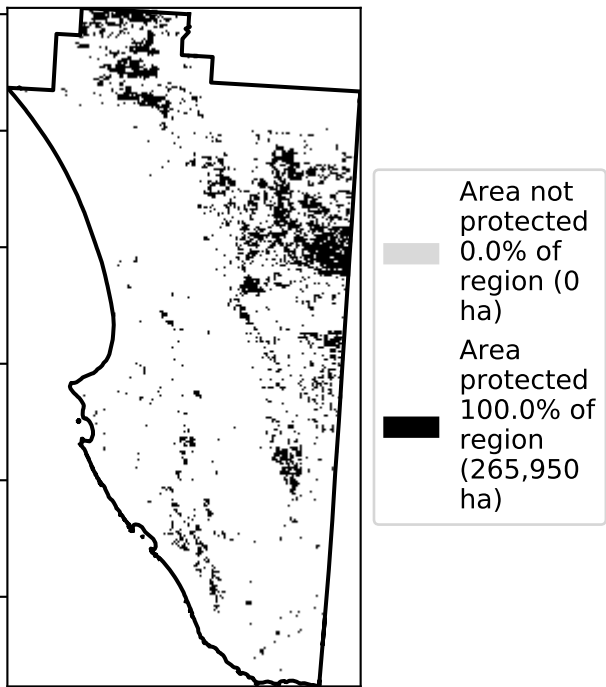 Area not
protected
0.0% of
region (0
ha)
Area
protected
100.0% of
region
(265,950
ha)